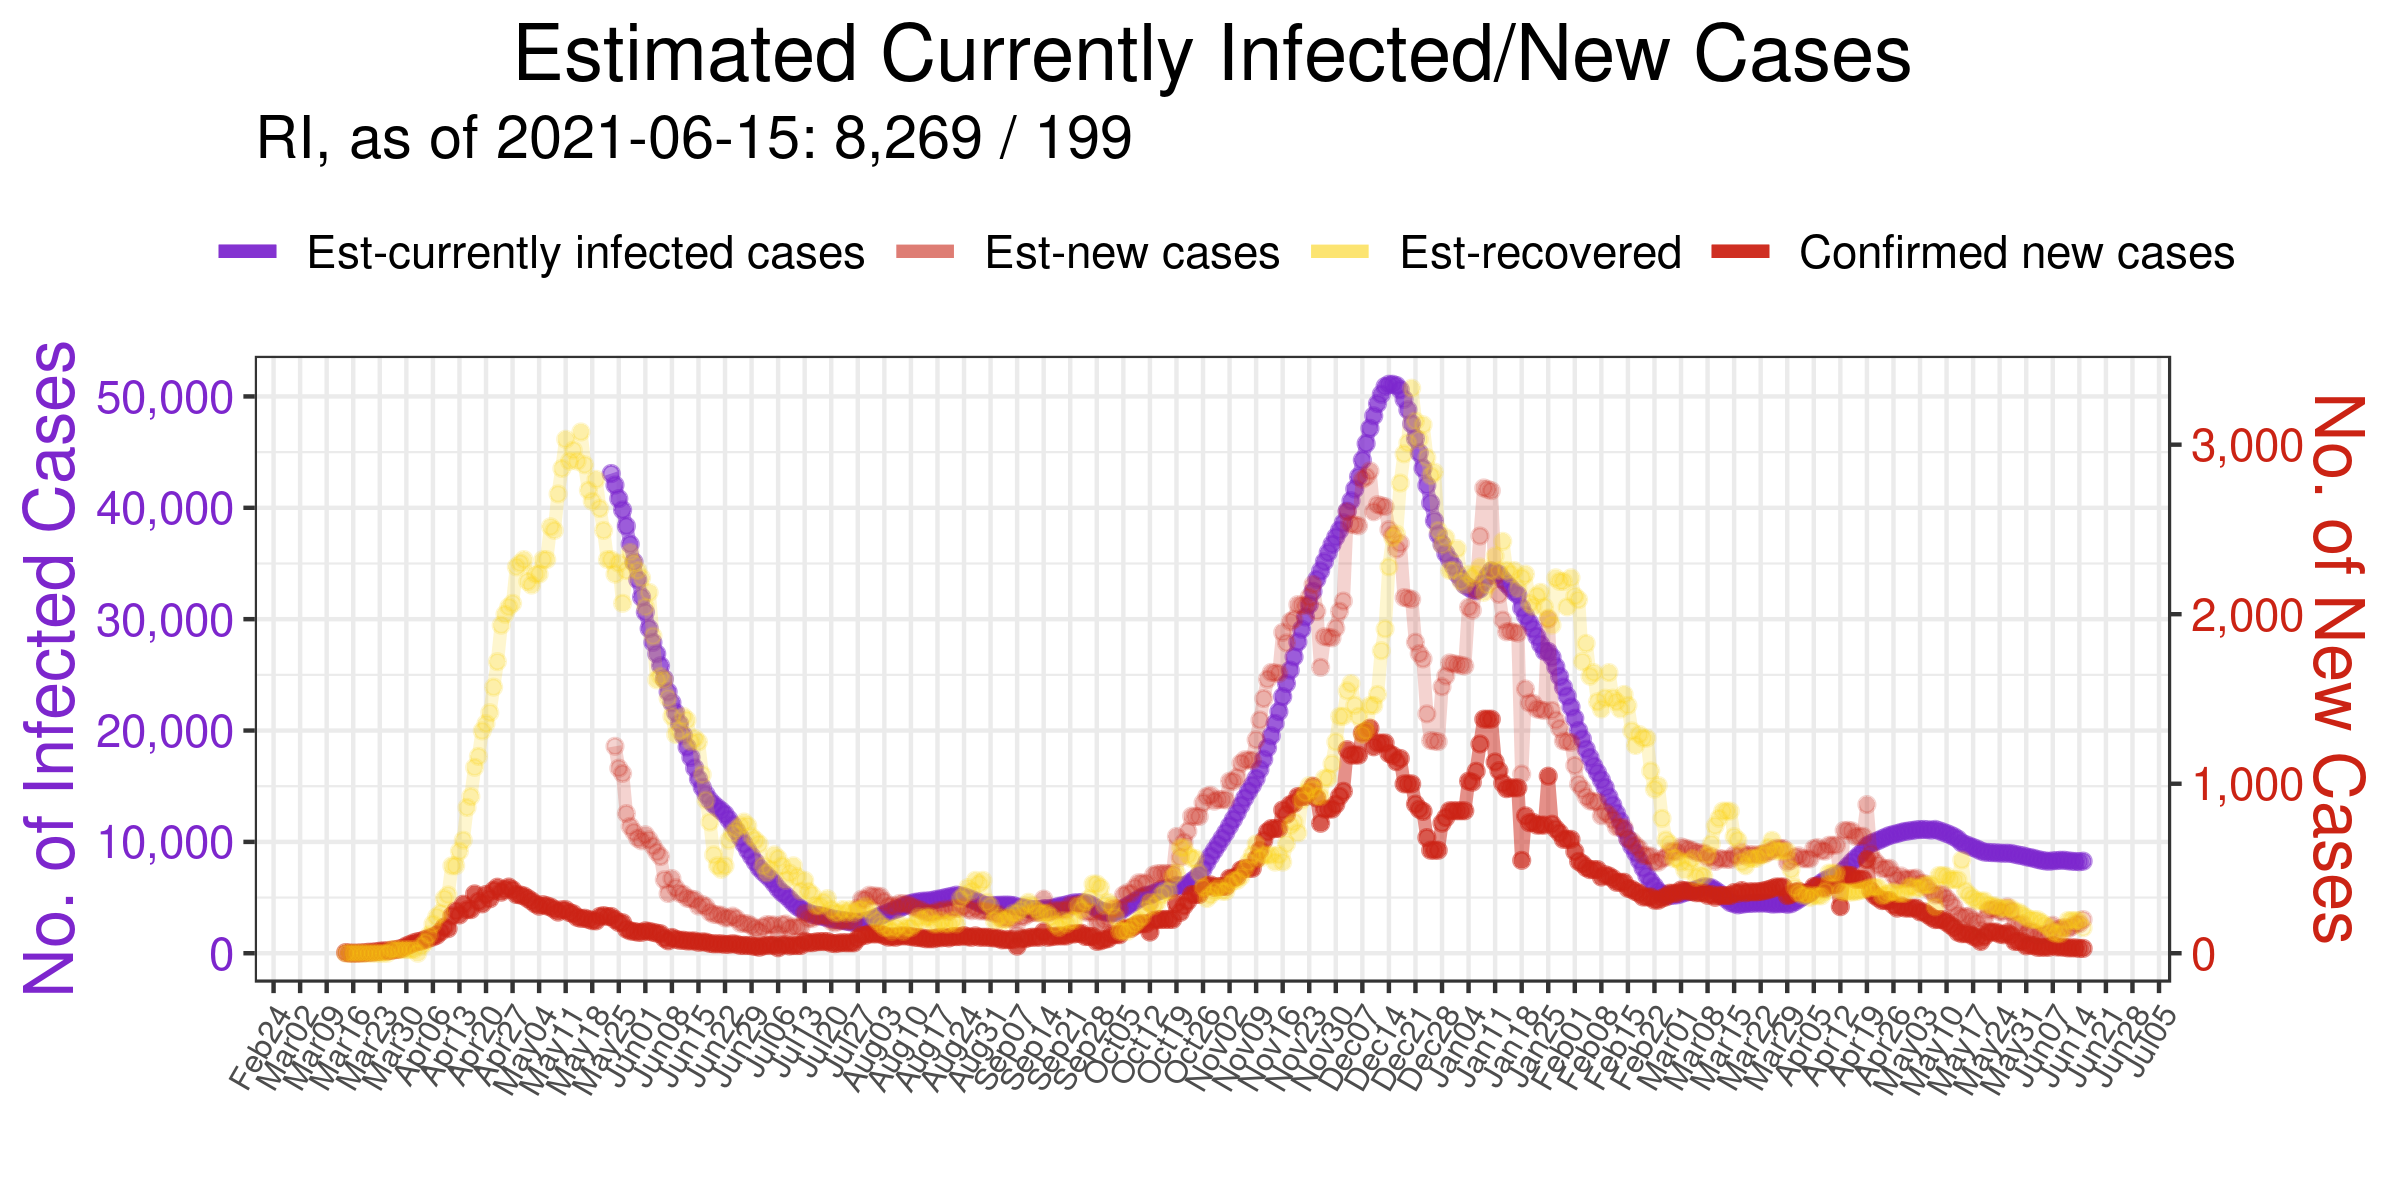 Estimated Currently Infected/New Cases
RI, as of 2021-06-15: 8,269 / 199
Est-currently infected cases Est-new cases Est-recovered Confirmed new cases
No. of Infected Cases
50,000
40,000
30,000
20,000
10,000
0
3,000
2,000
1,000
0
No. of New Cases
Feb24 Mar02 Mar09 Mar16 Mar23 Mar30 Apr06 Apr13 Apr20 Apr27 May04 May11 May18 May25 Jun01 Jun08 Jun15 Jun22 Jun29 Jul06 Jul13 Jul20 Jul27 Aug03 Aug10 Aug17 Aug24 Aug31 Sep07 Sep14 Sep21 Sep28 Oct05 Oct12 Oct19 Oct26 Nov02 Nov09 Nov16 Nov23 Nov30 Dec07 Dec14 Dec21 Dec28 Jan04 Jan11 Jan18 Jan25 Feb01 Feb08 Feb15 Feb22 Mar01 Mar08 Mar15 Mar22 Mar29 Apr05 Apr12 Apr19 Apr26 May03 May10 May17 May24 May31 Jun07 Jun14 Jun21 Jun28 Jul05